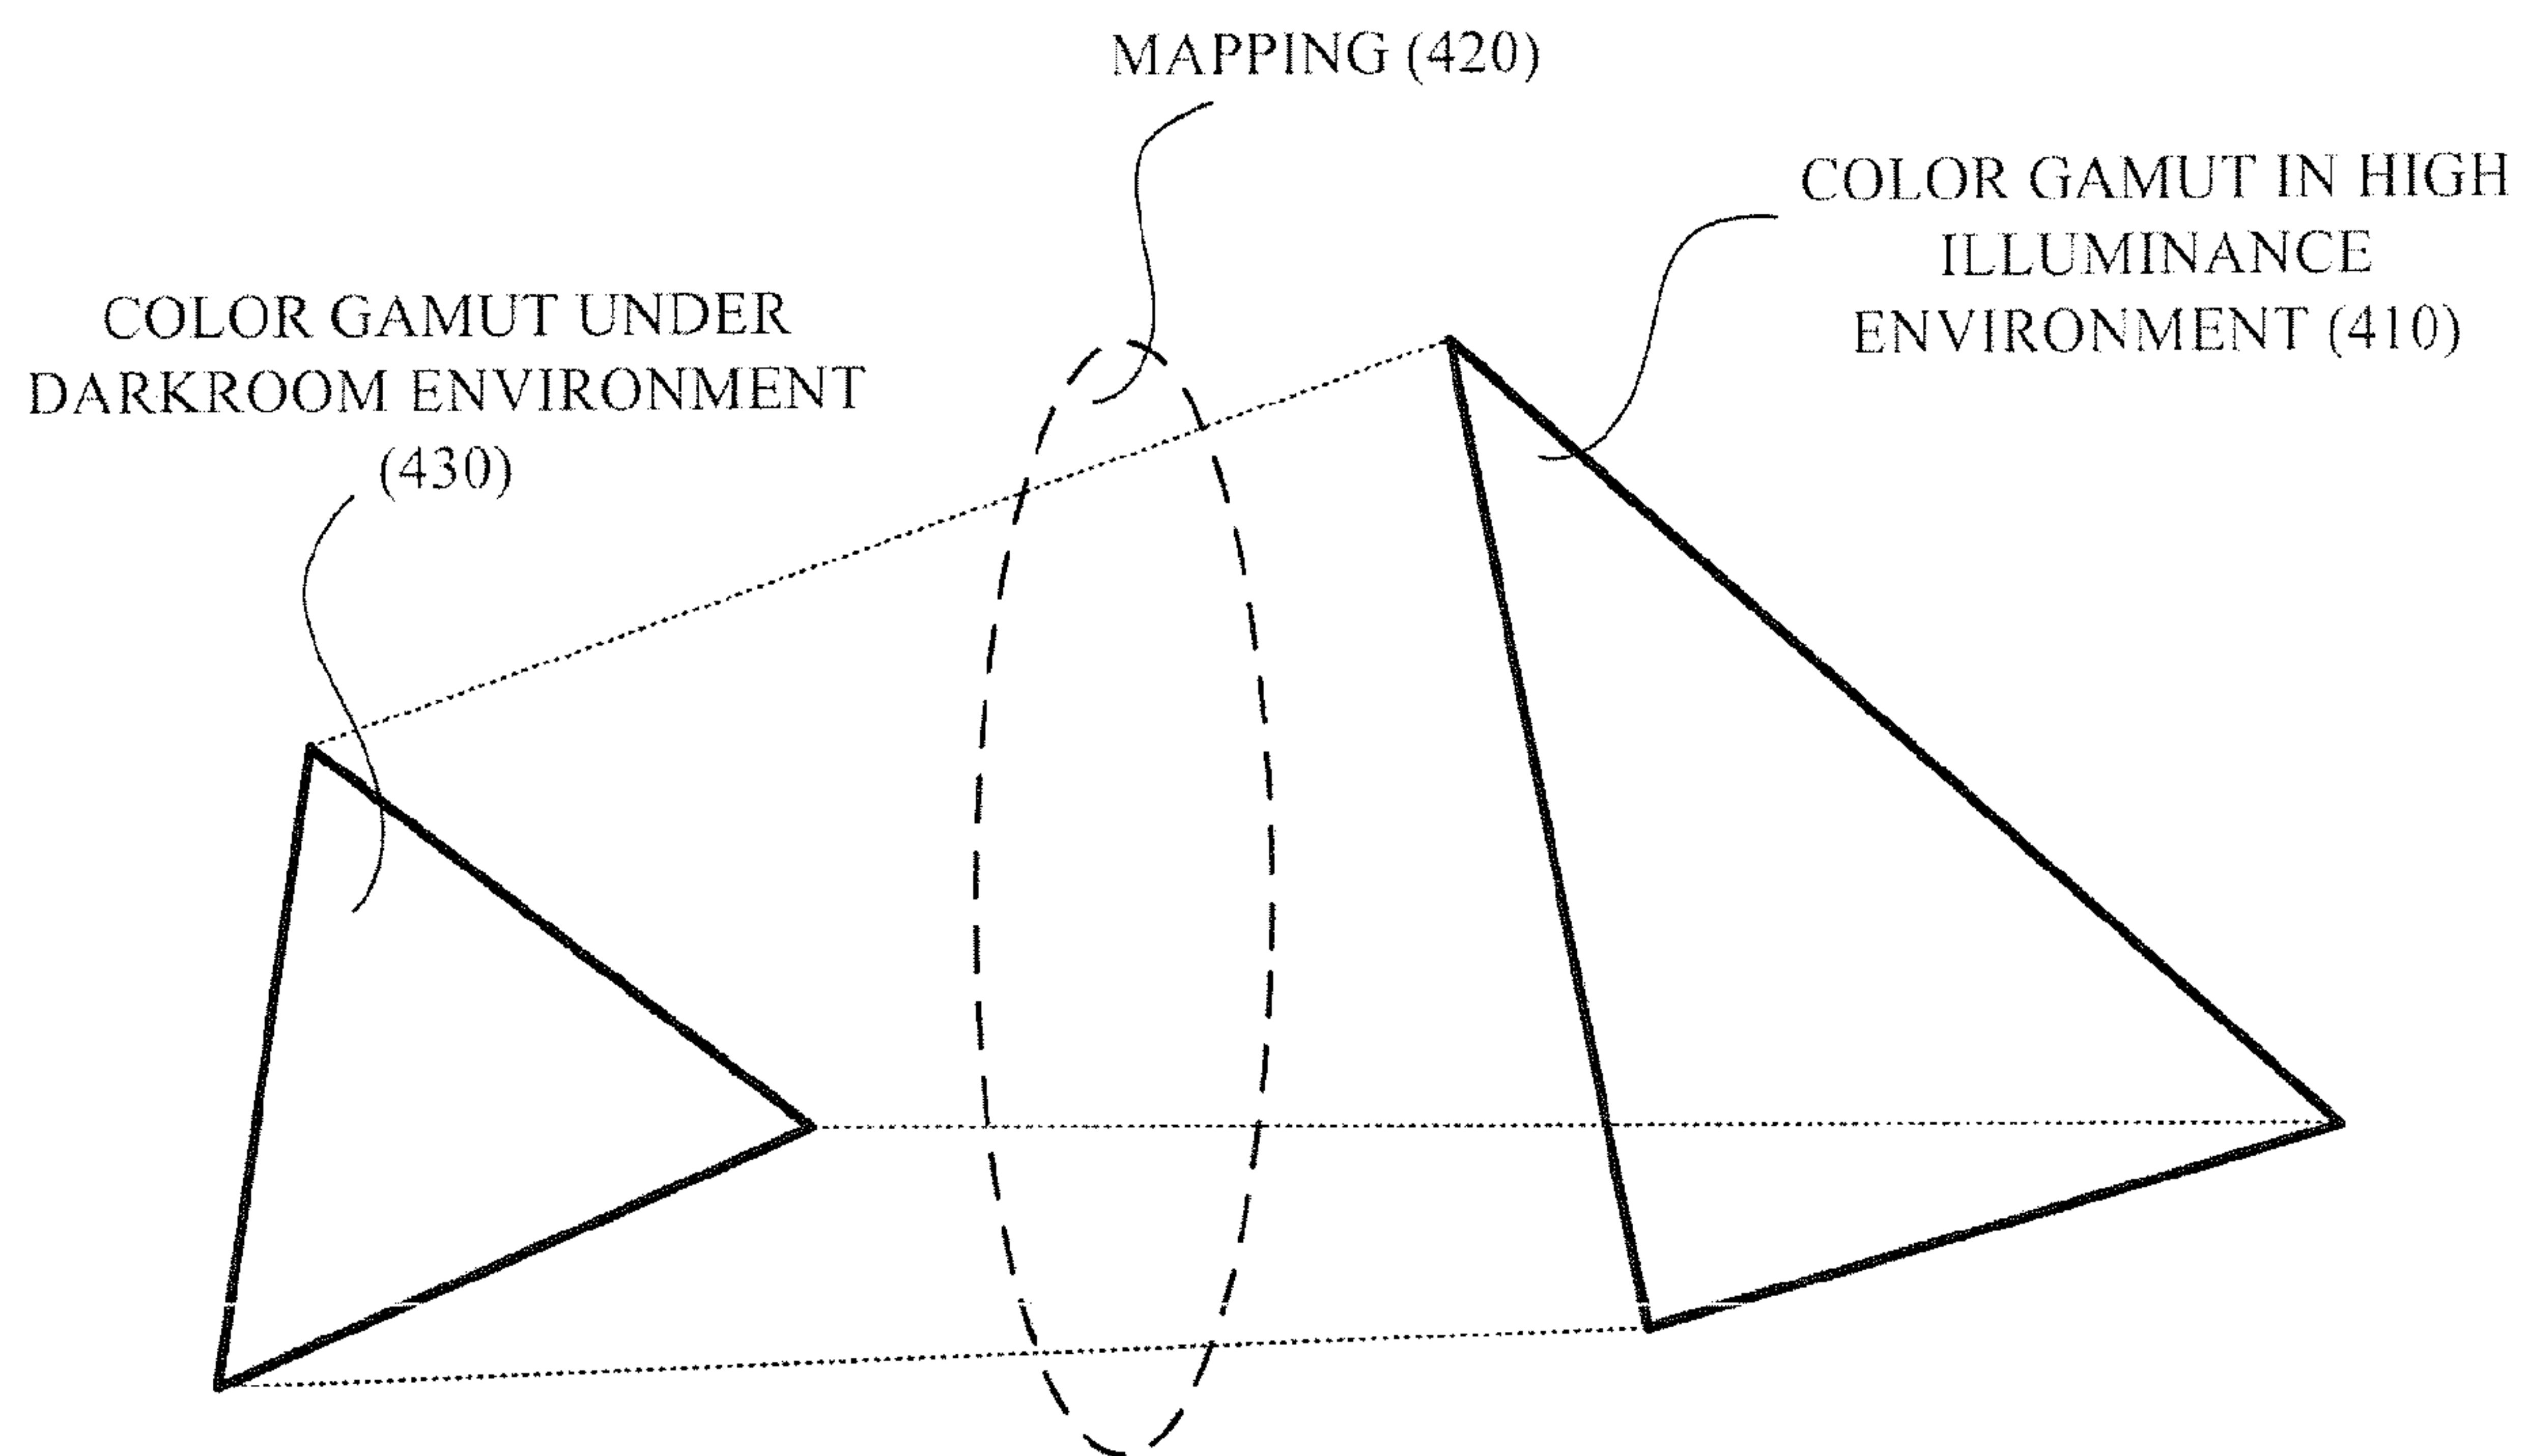 MAPPING (420)
COLOR GAMUT IN HIGH
ILLUMINANCE
ENVIRONMENT (410)
COLOR GAMUT UNDER
DARKROOM ENVIRONMENT
(430)